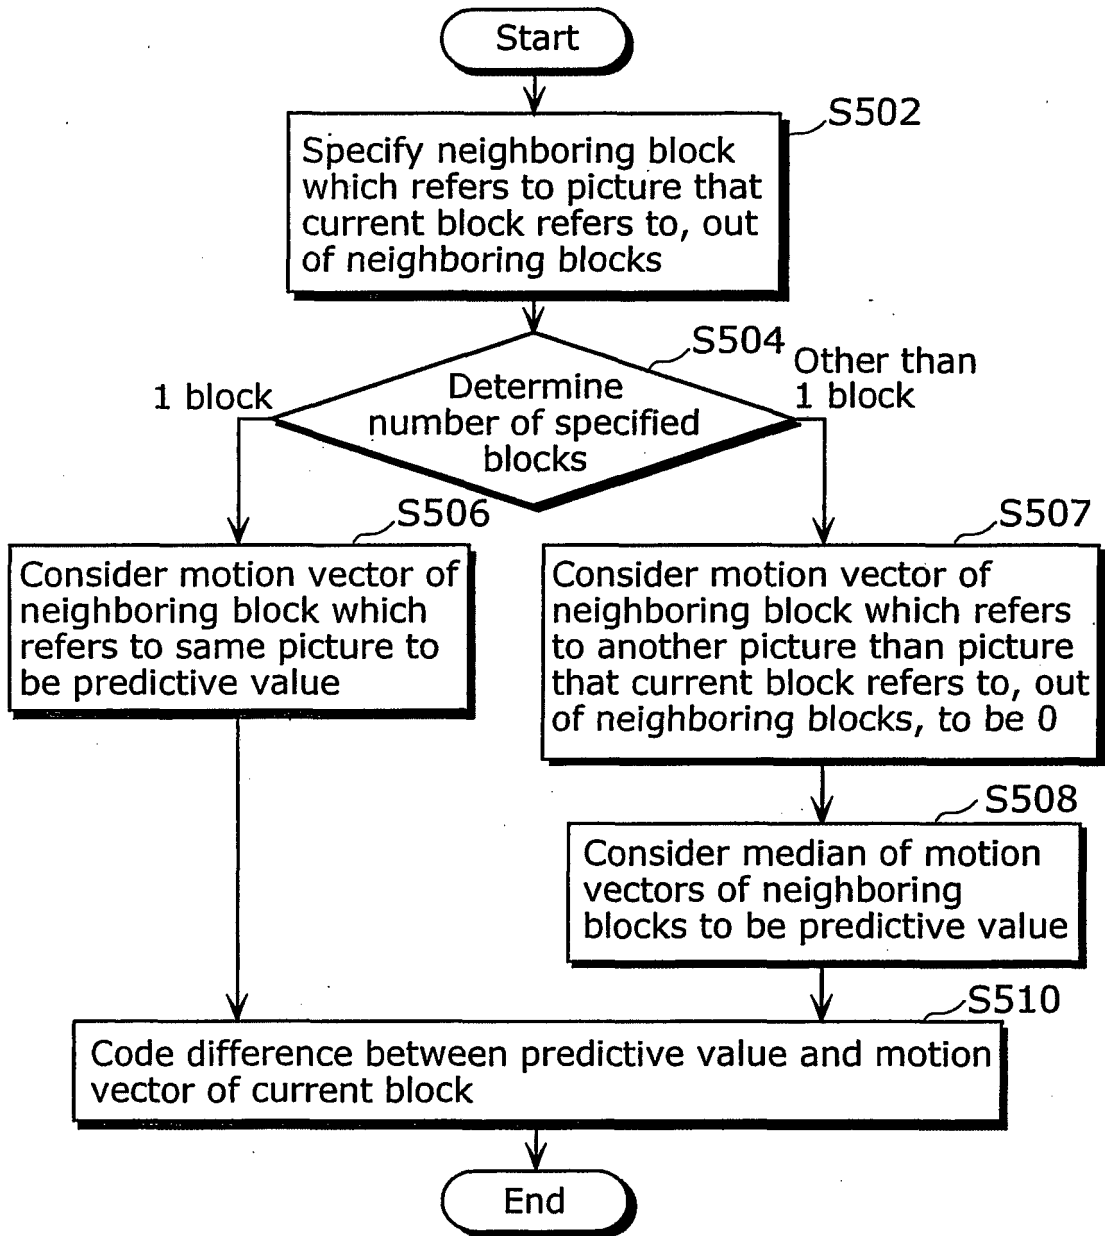 Start
S502
Specify neighboring block
which refers to picture that
current block refers to, out
of neighboring blocks
S504
1 block
Other than
1 block
Determine
number of specified
blocks
S506
Consider motion vector of
neighboring block which
refers to same picture to
be predictive value
S507
Consider motion vector of
neighboring block which refers
to another picture than picture
that current block refers to, out
of neighboring blocks, to be 0
S508
Consider median of motion
vectors of neighboring
blocks to be predictive value
S510
Code difference between predictive value and motion
vector of current block
End